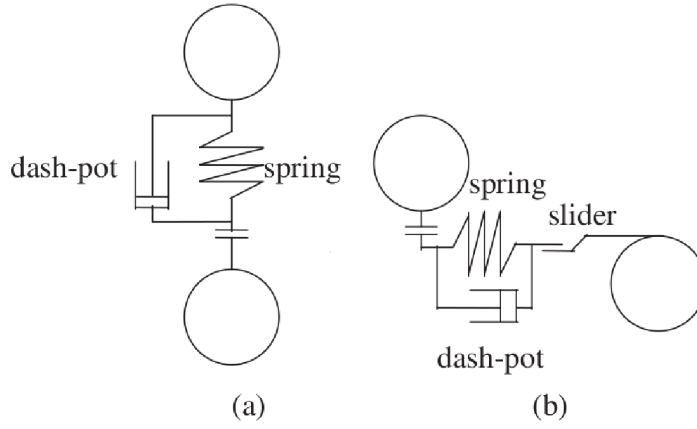 dash-pot
spring
spring
slider
dash-pot
(a)
(b)